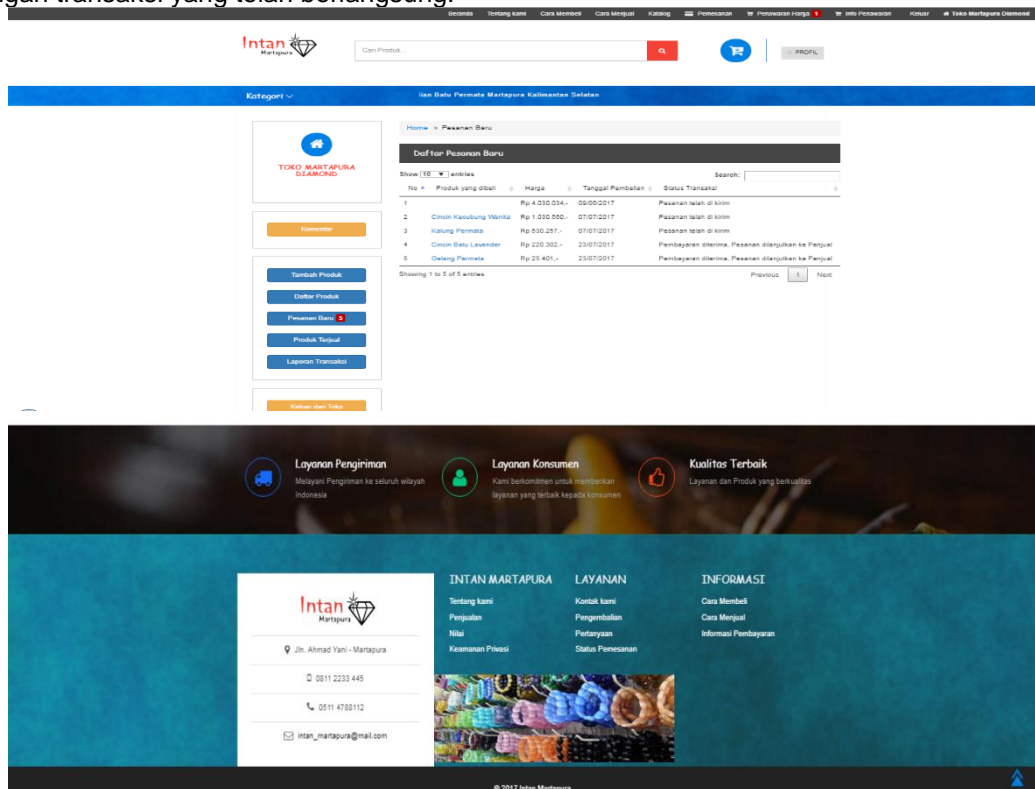 transaksi yang telah
Beranda Tentang kami Cara Membeli Cara Menjual Katalog Pemesanan Penawaran Harga 1 Info Penawaran Keluar Toko Martapura Diamond
Intan
Martapura
Cari Produk...
PROFIL
Kategori
lian Batu Permata Martapura Kalimantan Selatan
Home » Pesanan Baru
TOKO MARTAPURA
DIAMOND
Daftar Pesanan Baru
Show 10 entries Search:
No Produk yang dibeli Harga Tanggal Pembelian Status Transaksi
1 Rp 4.030.034,- 09/06/2017 Pesanan telah di kirim
2 Cincin Kecubung Wanita Rp 1.030.560,- 07/07/2017 Pesanan telah di kirim
3 Kalung Permata Rp 530.257,- 07/07/2017 Pesanan telah di kirim
4 Cincin Batu Lavender Rp 220.302,- 23/07/2017 Pembayaran diterima, Pesanan dilanjutkan ke Penjual
5 Gelang Permata Rp 25.401,- 23/07/2017 Pembayaran diterima, Pesanan dilanjutkan ke Penjual
Showing 1 to 5 of 5 entries Previous 1 Next
Komentar
Tambah Produk
Daftar Produk
Pesanan Baru 5
Produk Terjual
Laporan Transaksi
Keluar dari Toko
Layanan Pengiriman
Melayani Pengiriman ke seluruh wilayah
Indonesia
Layanan Konsumen
Kami berkomitmen untuk memberikan
layanan yang terbaik kepada konsumen
Kualitas Terbaik
Layanan dan Produk yang berkualitas
Intan
Martapura
Jln. Ahmad Yani - Martapura
0811 2233 445
0511 4788112
intan_martapura@mail.com
INTAN MARTAPURA
Tentang kami
Penjualan
Nilai
Keamanan Privasi
LAYANAN
Kontak kami
Pengembalian
Pertanyaan
Status Pemesanan
INFORMASI
Cara Membeli
Cara Menjual
Informasi Pembayaran
© 2017 Intan Martapura